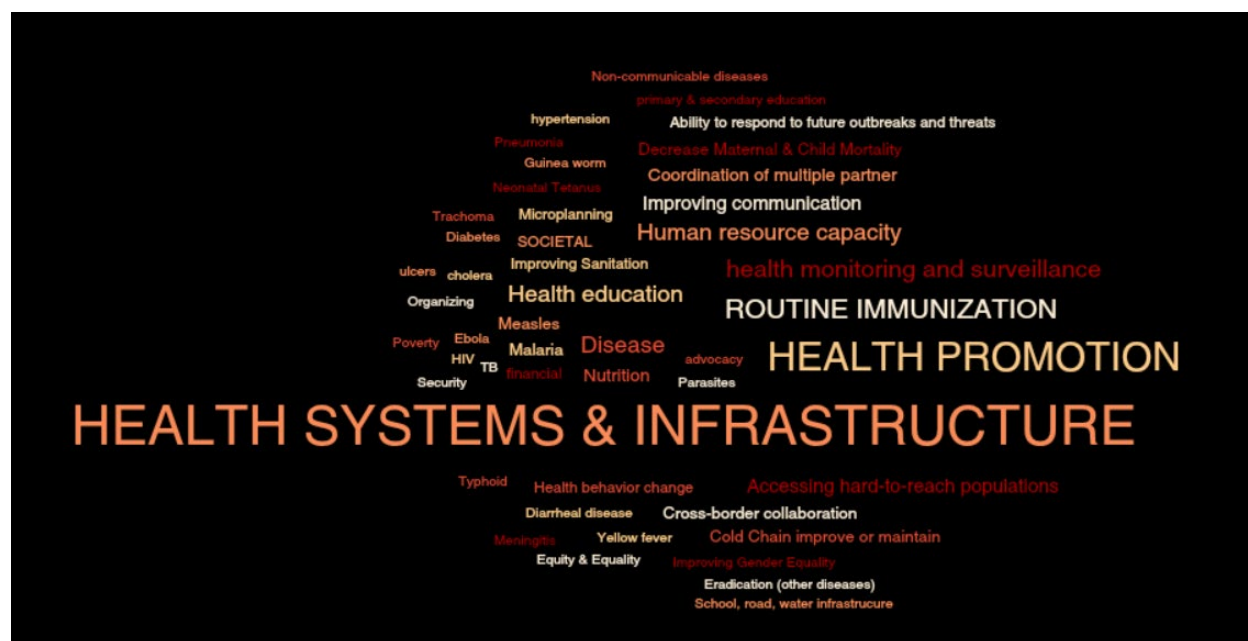 Non-communicable diseases
primary & secondary education
hypertension
Ability to respond to future outbreaks and threats
Pneumonia
Decrease Maternal & Child Mortality
Guinea worm
Coordination of multiple partner
Neonatal Tetanus
Improving communication
Trachoma
Microplanning
Human resource capacity
Diabetes
SOCIETAL
ulcers
cholera
Improving Sanitation
health monitoring and surveillance
Organizing
Health education
ROUTINE IMMUNIZATION
Measles
Poverty
Ebola
Malaria
Disease
HEALTH PROMOTION
HIV
TB
advocacy
Security
financial
Nutrition
Parasites
HEALTH SYSTEMS & INFRASTRUCTURE
Typhoid
Health behavior change
Accessing hard-to-reach populations
Diarrheal disease
Cross-border collaboration
Meningitis
Yellow fever
Cold Chain improve or maintain
Equity & Equality
Improving Gender Equality
Eradication (other diseases)
School, road, water infrastrucure